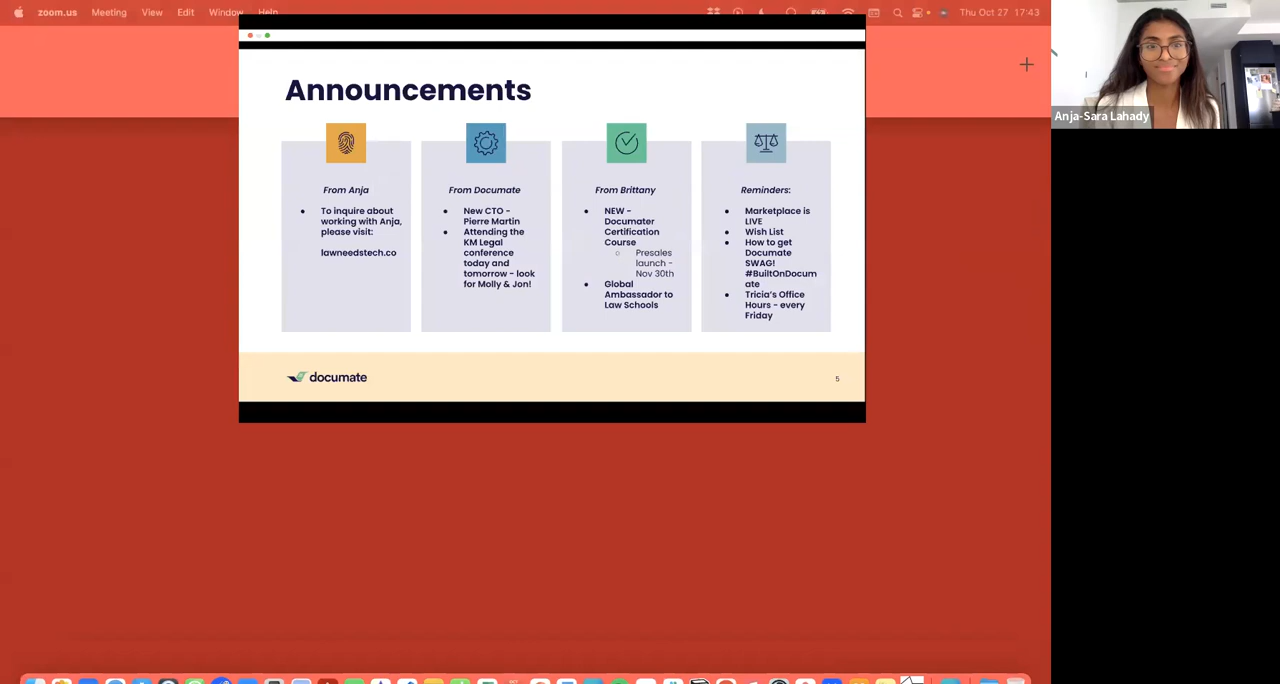 zoom.us Meeting View Edit Window Help
Thu Oct 27 17:43
Announcements
From Anja
To inquire about
working with Anja,
please visit:
lawneedstech.co
From Documate
New CTO -
Pierre Martin
Attending the
KM Legal
conference
today and
tomorrow - look
for Molly & Jon!
From Brittany
NEW -
Documater
Certification
Course
Presales
launch -
Nov 30th
Global
Ambassador to
Law Schools
Reminders:
Marketplace is
LIVE
Wish List
How to get
Documate
SWAG!
#BuiltOnDocum
ate
Tricia's Office
Hours - every
Friday
documate
5
Anja-Sara Lahady